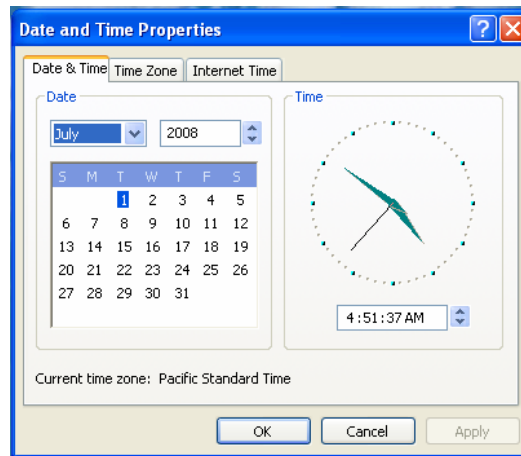 Date and Time Properties
Date & Time Time Zone Internet Time
Date
July 2008
S M T W T F S
1 2 3 4 5
6 7 8 9 10 11 12
13 14 15 16 17 18 19
20 21 22 23 24 25 26
27 28 29 30 31
Time
4:51:37 AM
Current time zone: Pacific Standard Time
OK Cancel Apply